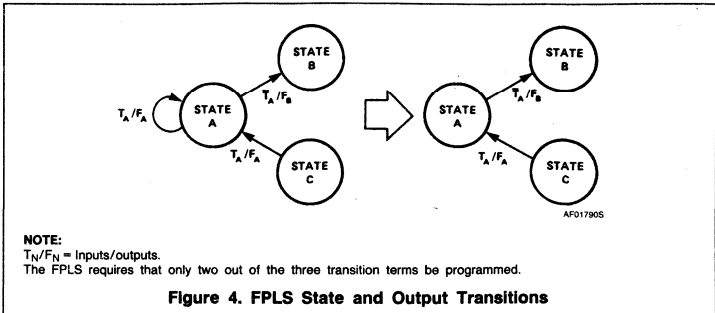 STATE
B
STATE
A
T_A/F_A
T_A/F_B
T_A/F_A
STATE
C
STATE
B
STATE
A
T_A/F_B
T_A/F_A
STATE
C
AF01790S
NOTE:
T_N/F_N = Inputs/outputs.
The FPLS requires that only two out of the three transition terms be programmed.
Figure 4. FPLS State and Output Transitions